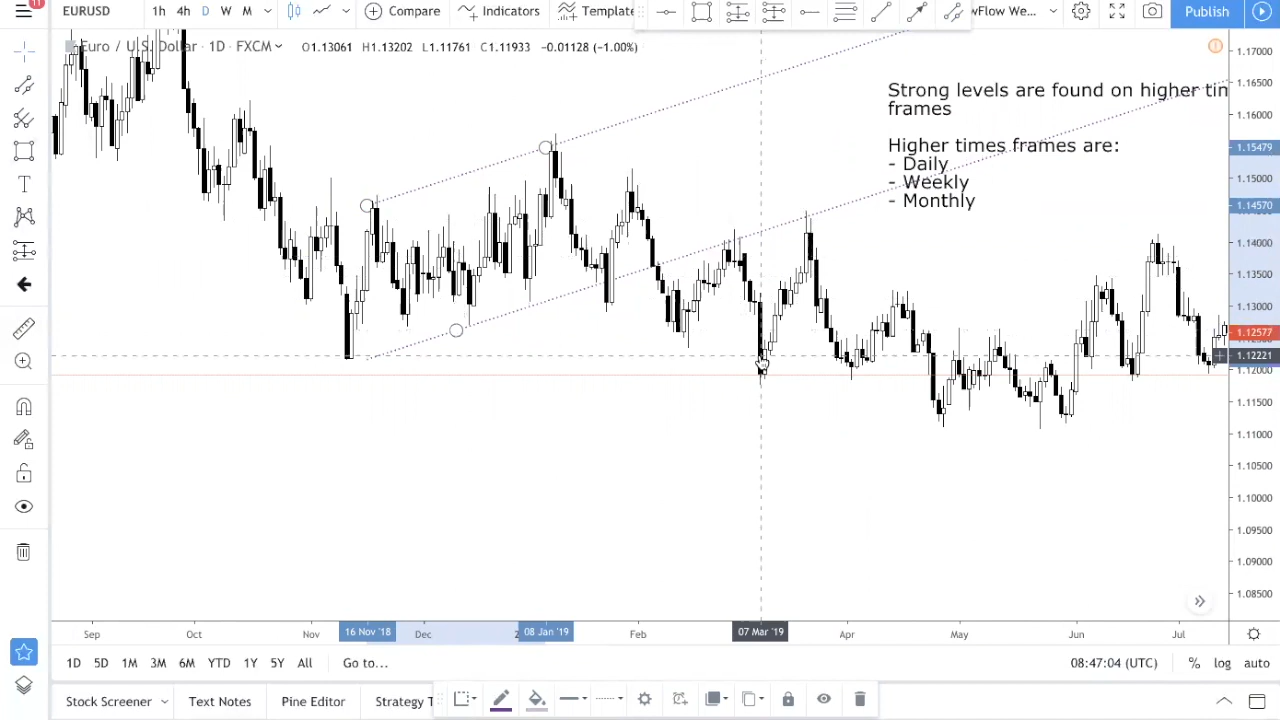 11
EURUSD
1h 4h D W M
Compare
Indicators
Templat
Flow We...
Publish
Euro / U.S. Dollar · 1D · FXCM
O1.13061 H1.13202 L1.11761 C1.11933 -0.01128 (-1.00%)
Strong levels are found on higher tim
frames
Higher times frames are:
- Daily
- Weekly
- Monthly
1.17000
1.16500
1.16000
1.15479
1.15000
1.14570
1.14000
1.13500
1.13000
1.12577
1.12221
1.12000
1.11500
1.11000
1.10500
1.10000
1.09500
1.09000
1.08500
Sep Oct Nov 16 Nov '18 Dec 08 Jan '19 Feb 07 Mar '19 Apr May Jun Jul
1D 5D 1M 3M 6M YTD 1Y 5Y All Go to...
08:47:04 (UTC) % log auto
Stock Screener Text Notes Pine Editor Strategy T